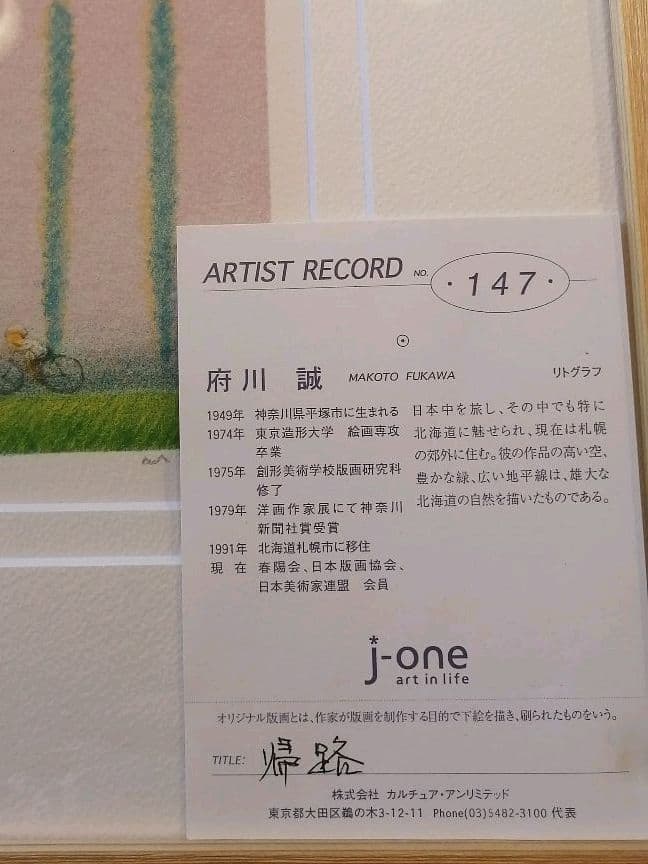 ARTIST RECORD NO. ・147・
府川 誠 MAKOTO FUKAWA リトグラフ
1949年 神奈川県平塚市に生まれる
1974年 東京造形大学 絵画専攻
卒業
1975年 創形美術学校版画研究科
修了
1979年 洋画作家展にて神奈川
新聞社賞受賞
1991年 北海道札幌市に移住
現 在 春陽会、日本版画協会、
日本美術家連盟 会員
日本中を旅し、その中でも特に
北海道に魅せられ、現在は札幌
の郊外に住む。彼の作品の高い空、
豊かな緑、広い地平線は、雄大な
北海道の自然を描いたものである。
j-one
art in life
オリジナル版画とは、作家が版画を制作する目的で下絵を描き、刷られたものをいう。
TITLE: 帰路
株式会社 カルチュア・アンリミテッド
東京都大田区鵜の木3-12-11 Phone(03)5482-3100 代表